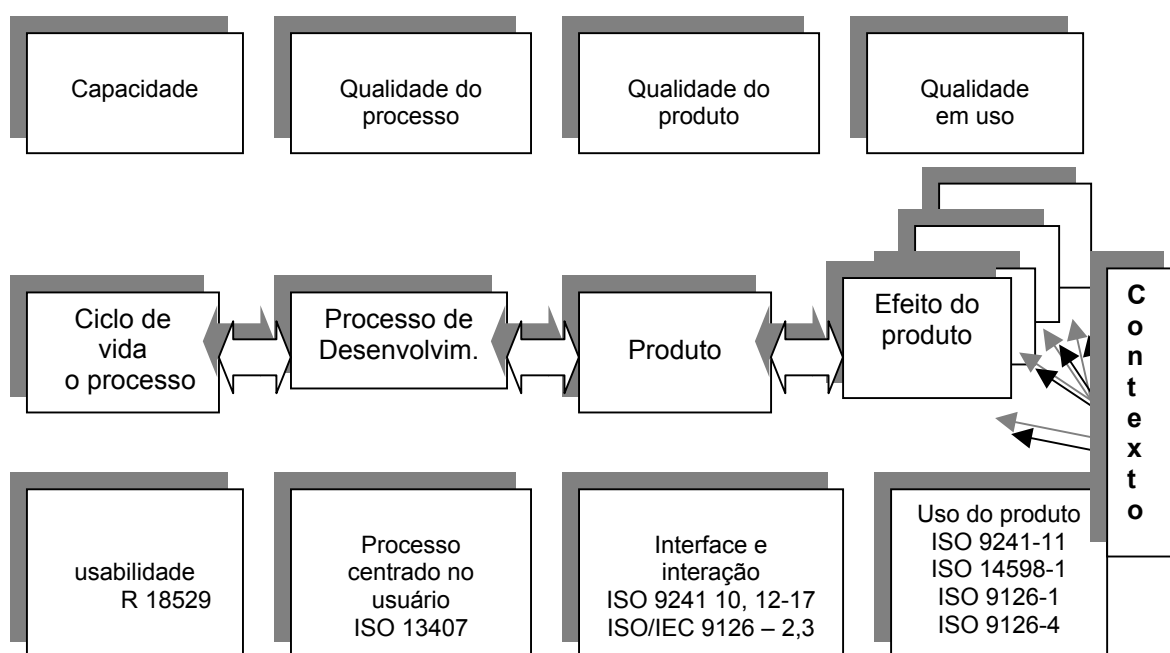 Capacidade
Qualidade do
processo
Qualidade do
produto
Qualidade
em uso
Ciclo de
vida
o processo
Processo de
Desenvolvim.
Produto
Efeito do
produto
C
o
n
t
e
x
t
o
usabilidade
R 18529
Processo
centrado no
usuário
ISO 13407
Interface e
interação
ISO 9241 10, 12-17
ISO/IEC 9126 – 2,3
Uso do produto
ISO 9241-11
ISO 14598-1
ISO 9126-1
ISO 9126-4